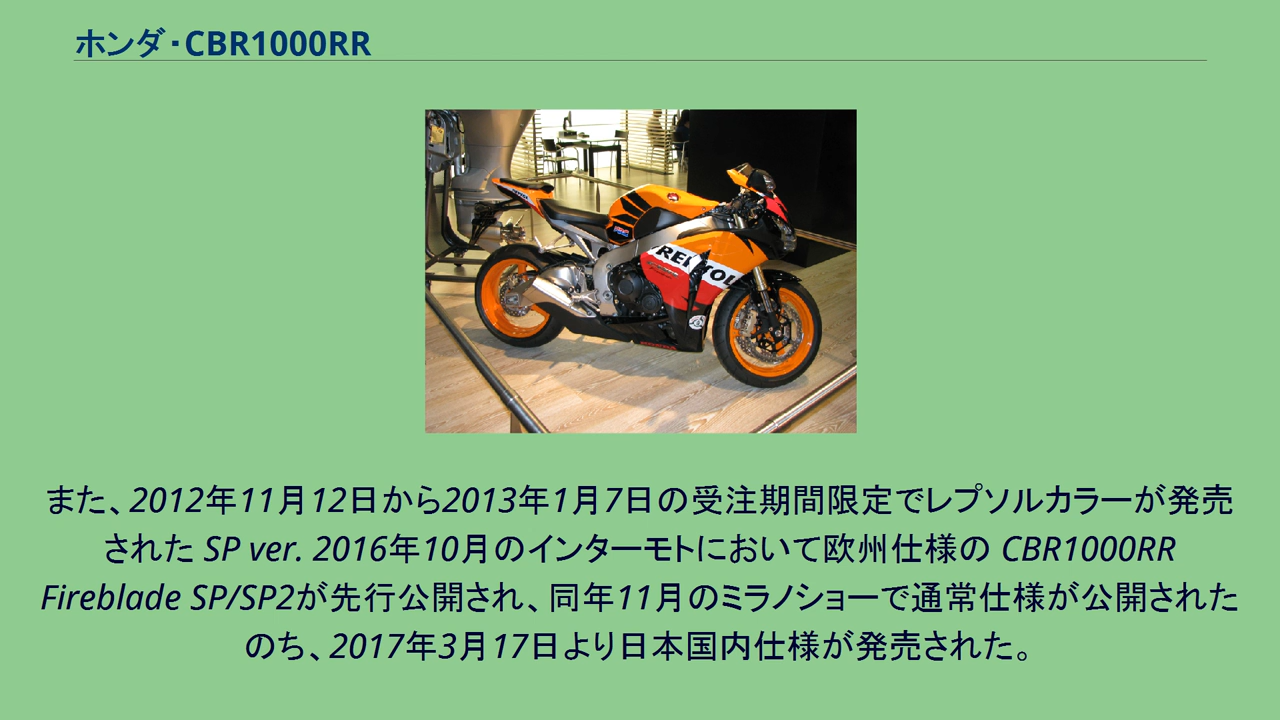 ホンダ・CBR1000RR
また、2012年11月12日から2013年1月7日の受注期間限定でレプソルカラーが発売
された SP ver. 2016年10月のインターモトにおいて欧州仕様の CBR1000RR
Fireblade SP/SP2が先行公開され、同年11月のミラノショーで通常仕様が公開された
のち、2017年3月17日より日本国内仕様が発売された。